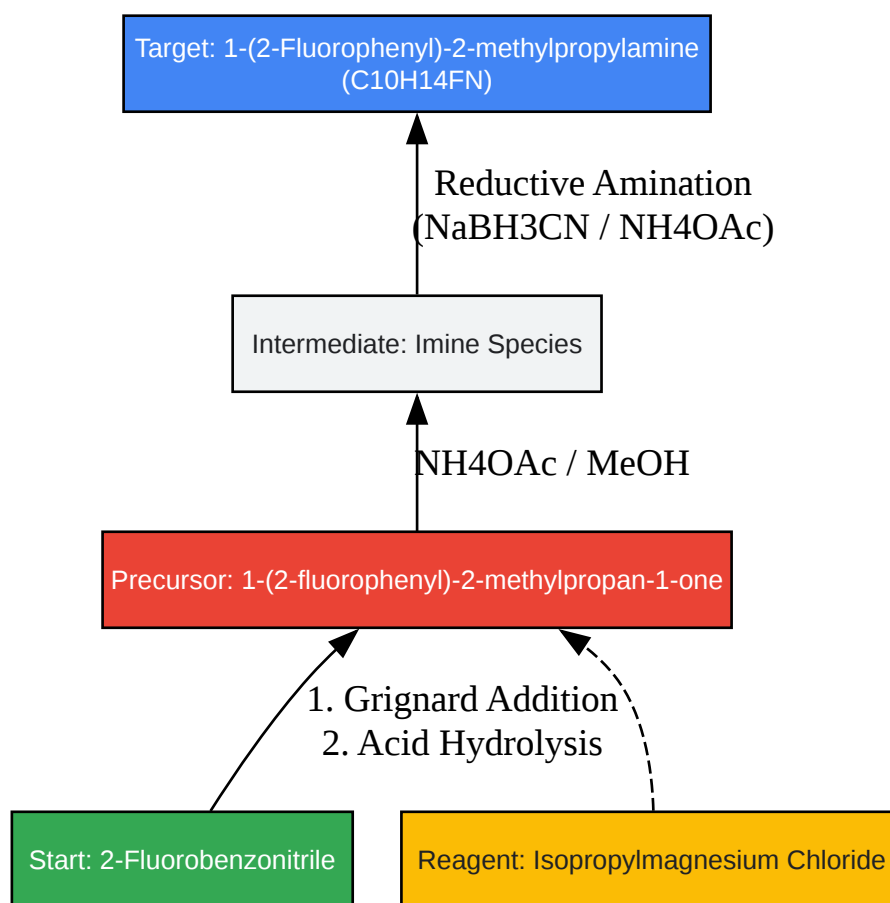 Target: 1-(2-Fluorophenyl)-2-methylpropylamine
(C10H14FN)
Reductive Amination
(NaBH3CN / NH4OAc)
Intermediate: Imine Species
NH4OAc / MeOH
Precursor: 1-(2-fluorophenyl)-2-methylpropan-1-one
1. Grignard Addition
2. Acid Hydrolysis
Start: 2-Fluorobenzonitrile
Reagent: Isopropylmagnesium Chloride